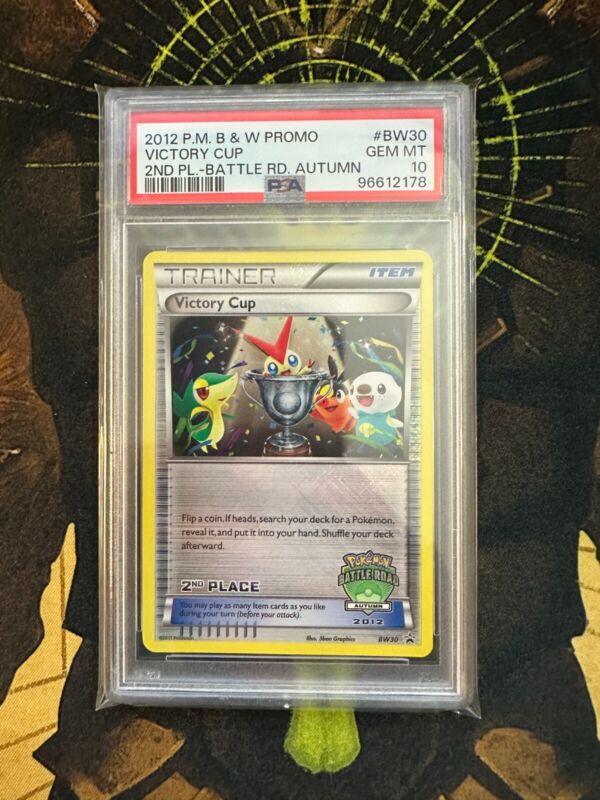 2012 P.M. B & W PROMO #BW30
VICTORY CUP GEM MT
2ND PL.-BATTLE RD. AUTUMN 10
PSA 96612178
TRAINER ITEM
Victory Cup
Flip a coin. If heads, search your deck for a Pokémon,
reveal it, and put it into your hand. Shuffle your deck
afterward.
POKéMON
BATTLE ROAD
AUTUMN
2012
2ND PLACE
You may play as many Item cards as you like
during your turn (before your attack).
©2011 Pokémon Illus. 5ban Graphics BW30